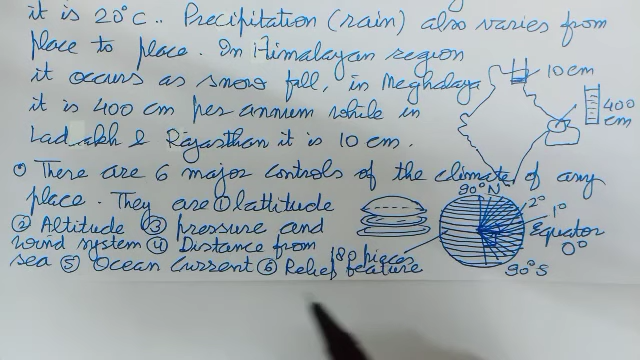 it is 20°C.. Precipitation (rain) also varies from
place to place. In Himalayan region
it occurs as snow fall, in Meghalaya
it is 400 cm per annum while in
Ladakh & Rajasthan it is 10 cm.
10 cm
400
cm
There are 6 major controls of the climate of any
place. They are ① lattitude
② Altitude ③ pressure and
wind system ④ Distance from
sea ⑤ Ocean Current ⑥ Relief feature
90°N
2°
1°
Equator
0°
90°S
180 pieces